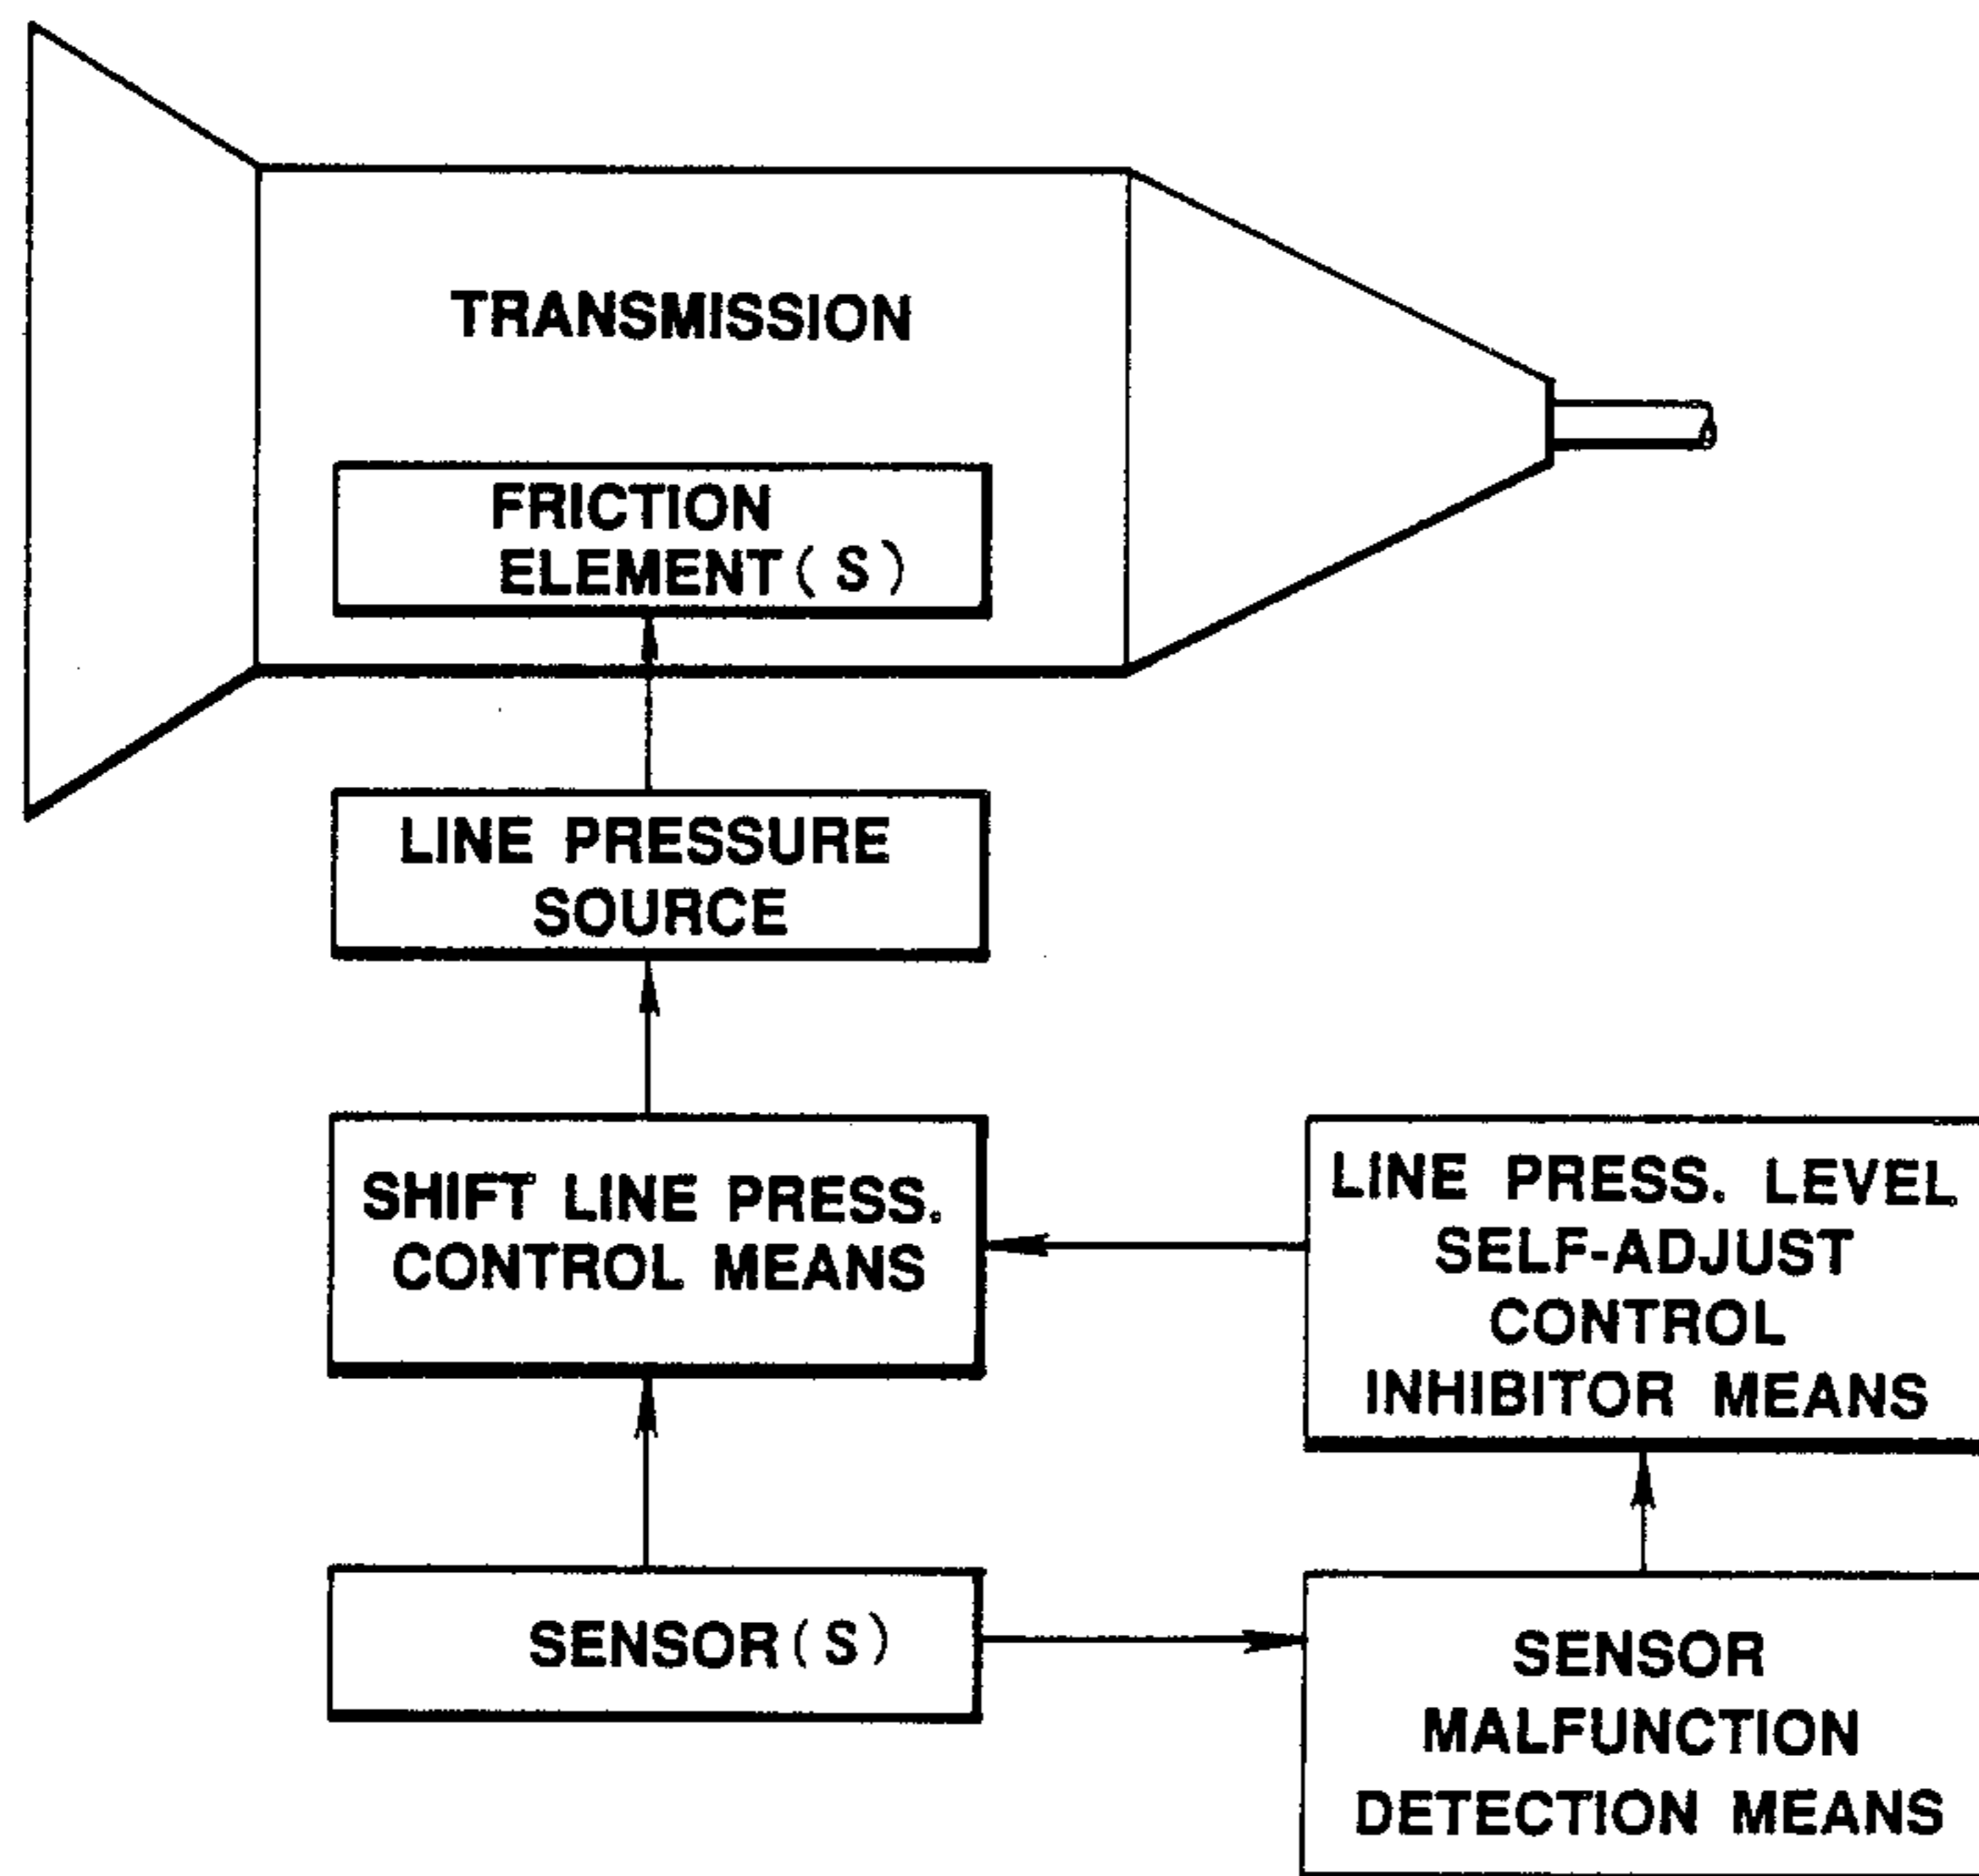 TRANSMISSION
FRICTION
ELEMENT(S)
LINE PRESSURE
SOURCE
SHIFT LINE PRESS.
CONTROL MEANS
LINE PRESS. LEVEL
SELF-ADJUST
CONTROL
INHIBITOR MEANS
SENSOR(S)
SENSOR
MALFUNCTION
DETECTION MEANS